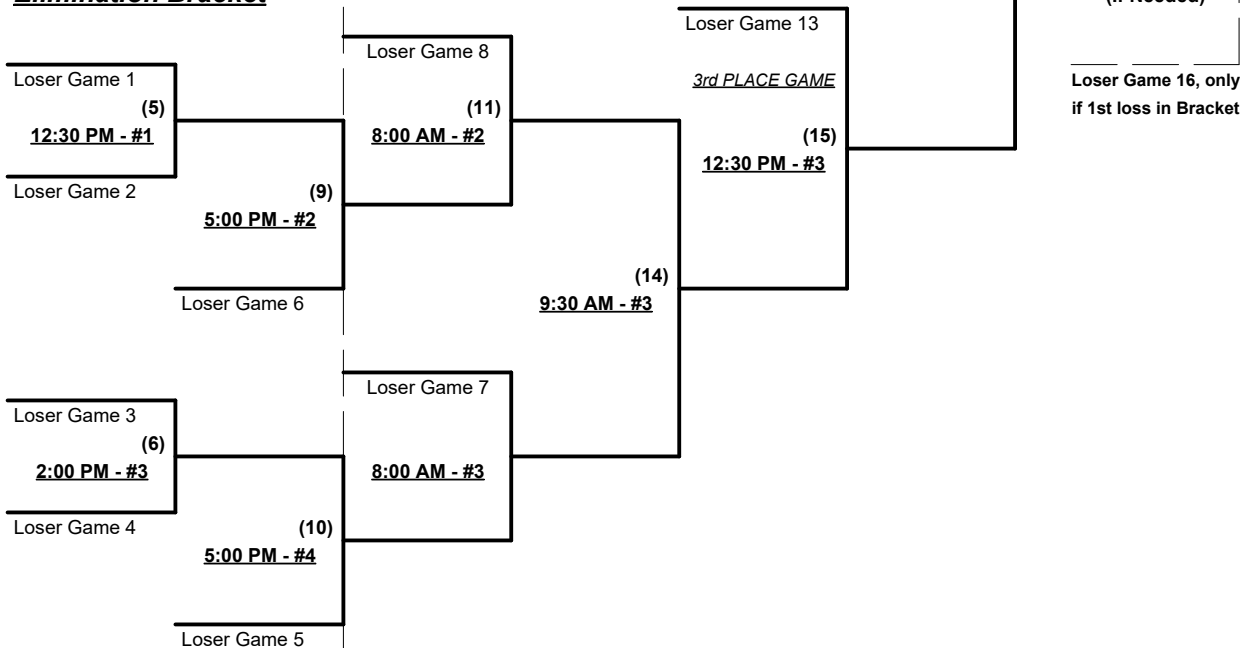 Elimination Bracket
(If Needed)
Loser Game 13
Loser Game 8
Loser Game 1
3rd PLACE GAME
Loser Game 16, only
if 1st loss in Bracket
(5)
(11)
12:30 PM - #1
8:00 AM - #2
(15)
12:30 PM - #3
Loser Game 2
(9)
5:00 PM - #2
(14)
9:30 AM - #3
Loser Game 6
Loser Game 7
Loser Game 3
(6)
2:00 PM - #3
8:00 AM - #3
Loser Game 4
(10)
5:00 PM - #4
Loser Game 5